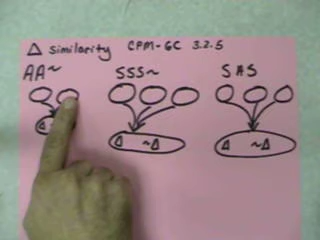 △ Similarity CPM-GC 3.2.5
AA~ SSS~ SAS
△ △ ~△ △ ~△